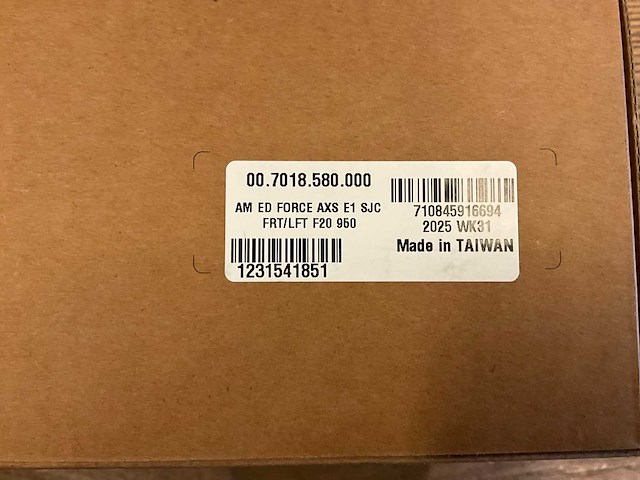 00.7018.580.000
AM ED FORCE AXS E1 SJC
FRT/LFT F20 950
1231541851
710845916694
2025 WK31
Made in TAIWAN